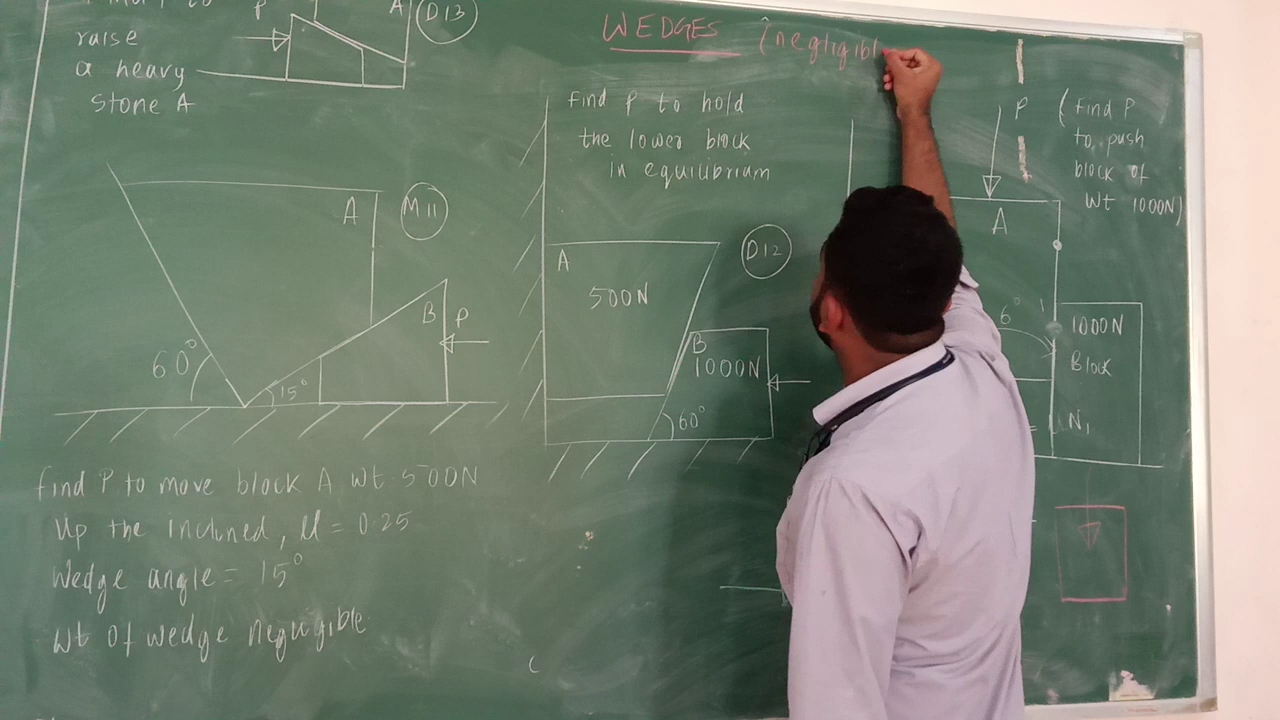 P
A
D13
raise
a heavy
stone A
WEDGES (negligibl
Find P to hold
the lower block
in equilibrium
P
(Find P
to push
block of
wt 1000N)
A
M11
A
500N
D12
A
B
P
B
1000N
6°
1000N
Block
60°
15°
60°
N1
Find P to move block A wt 500N
Up the inclined, μ = 0.25
Wedge angle = 15°
wt of wedge negligible